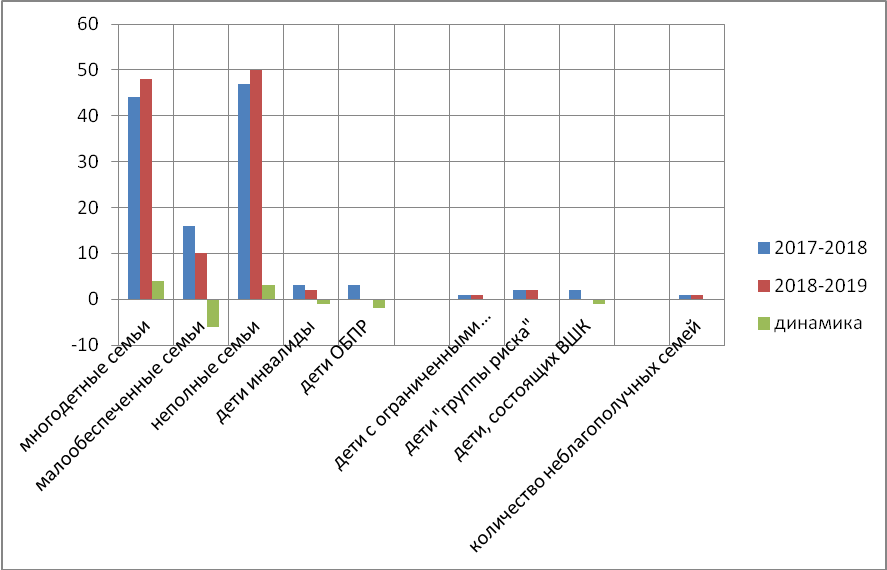 60
50
40
30
20
10
0
-10
многодетные семьи
малообеспеченные семьи
неполные семьи
дети инвалиды
дети ОБПР
дети с ограниченными...
дети "группы риска"
дети, состоящих ВШК
количество неблагополучных семей
2017-2018
2018-2019
динамика